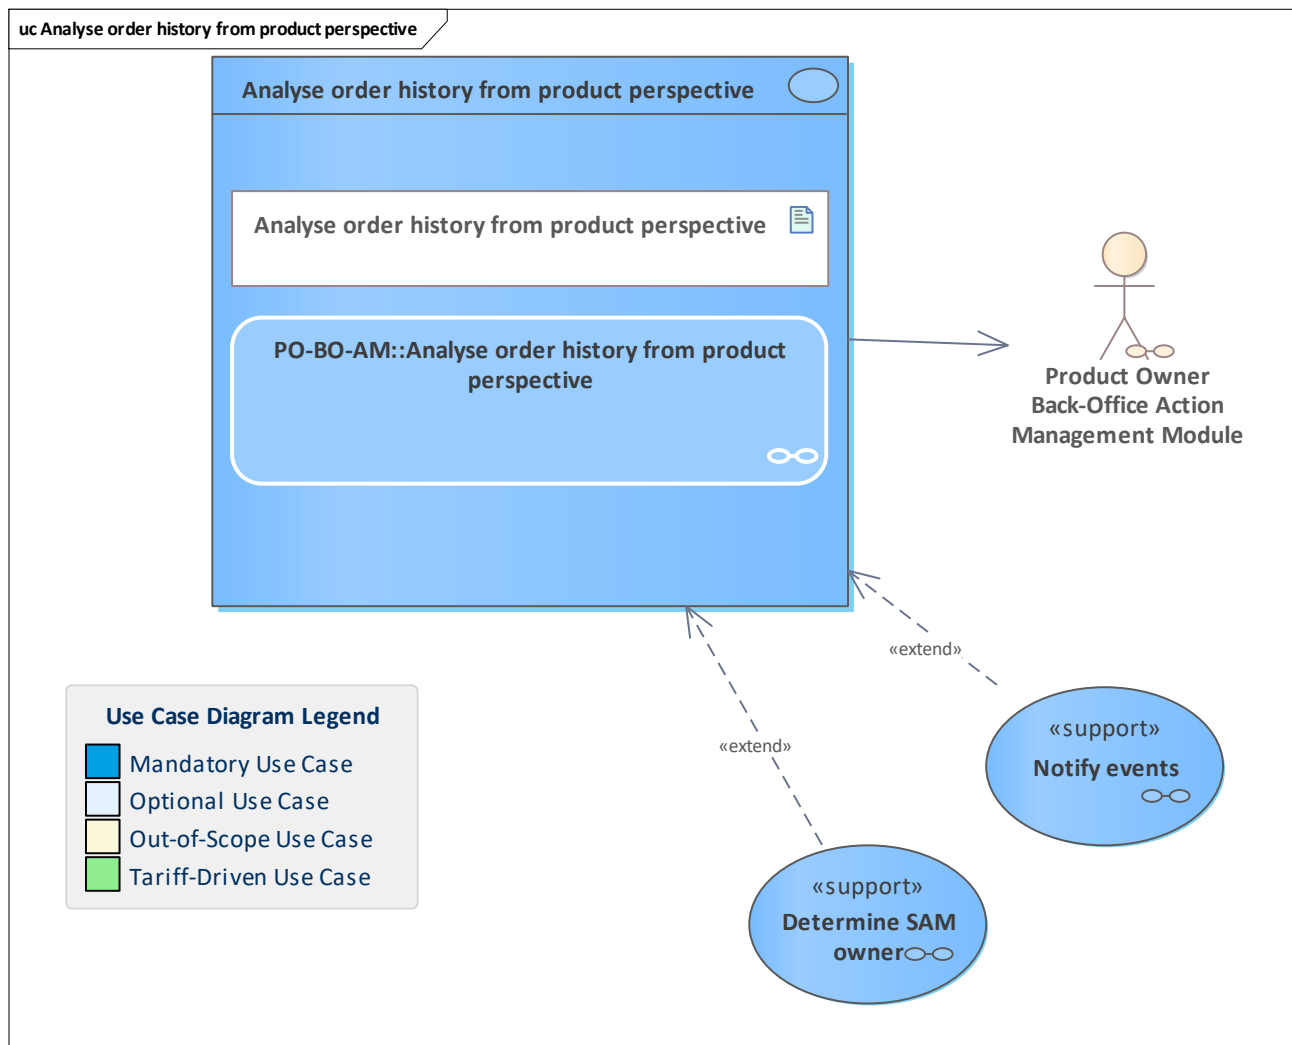 uc Analyse order history from product perspective
Analyse order history from product perspective
Analyse order history from product perspective
PO-BO-AM::Analyse order history from product
perspective
Product Owner
Back-Office Action
Management Module
«extend»
«extend»
«support»
Notify events
«support»
Determine SAM
owner
Use Case Diagram Legend
Mandatory Use Case
Optional Use Case
Out-of-Scope Use Case
Tariff-Driven Use Case